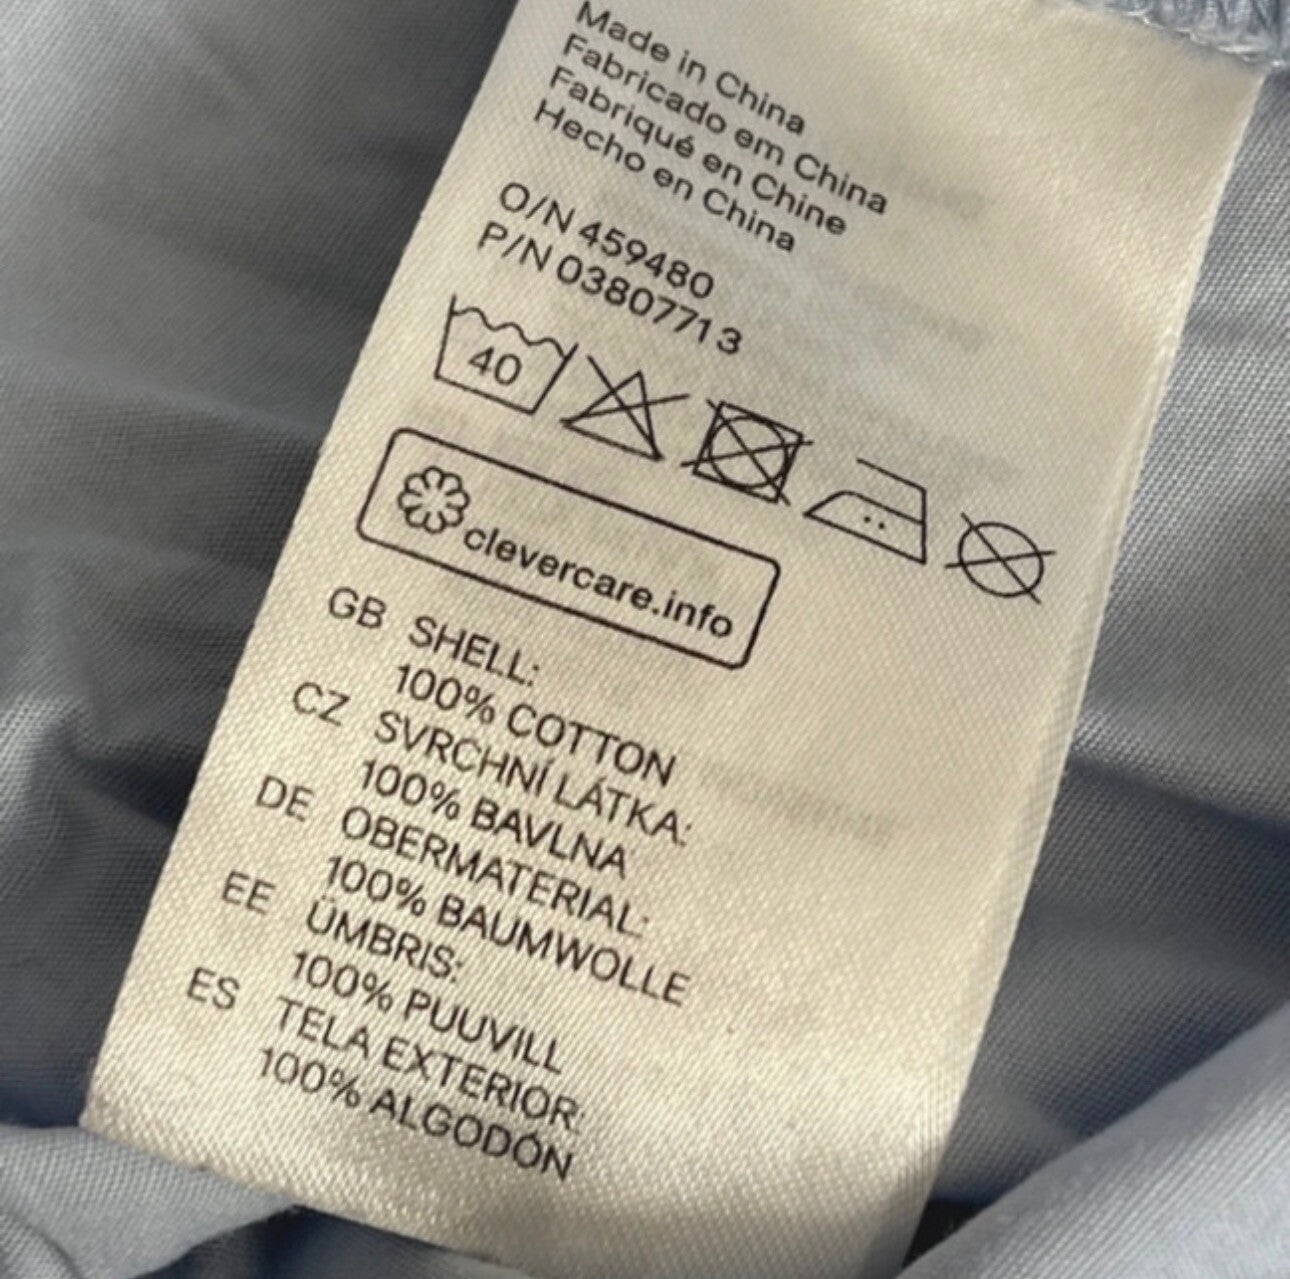 Made in China
Fabricado em China
Fabriqué en Chine
Hecho en China
O/N 459480
P/N 03807713
40
clevercare.info
GB SHELL:
100% COTTON
CZ SVRCHNÍ LÁTKA:
100% BAVLNA
DE OBERMATERIAL:
100% BAUMWOLLE
EE ÜMBRIS:
100% PUUVILL
ES TELA EXTERIOR:
100% ALGODÓN